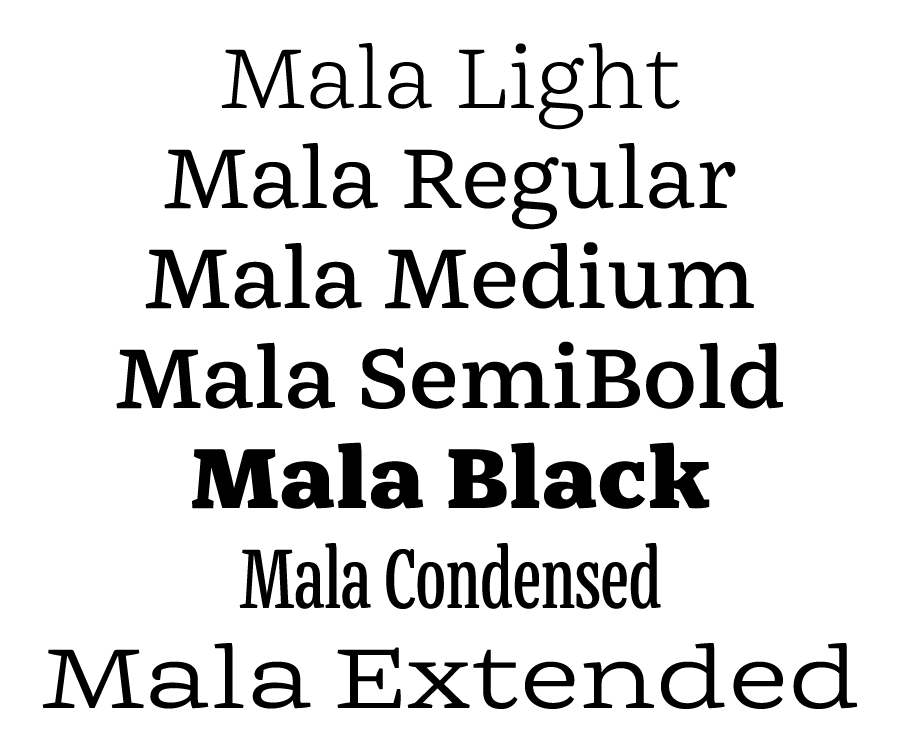 Mala Light
Mala Regular
Mala Medium
Mala SemiBold
Mala Black
Mala Condensed
Mala Extended